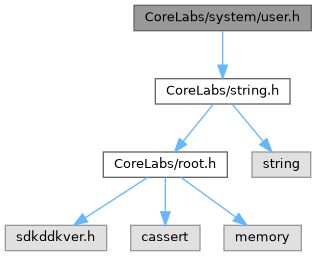 CoreLabs/system/user.h
CoreLabs/string.h
CoreLabs/root.h
string
sdkddkver.h
cassert
memory